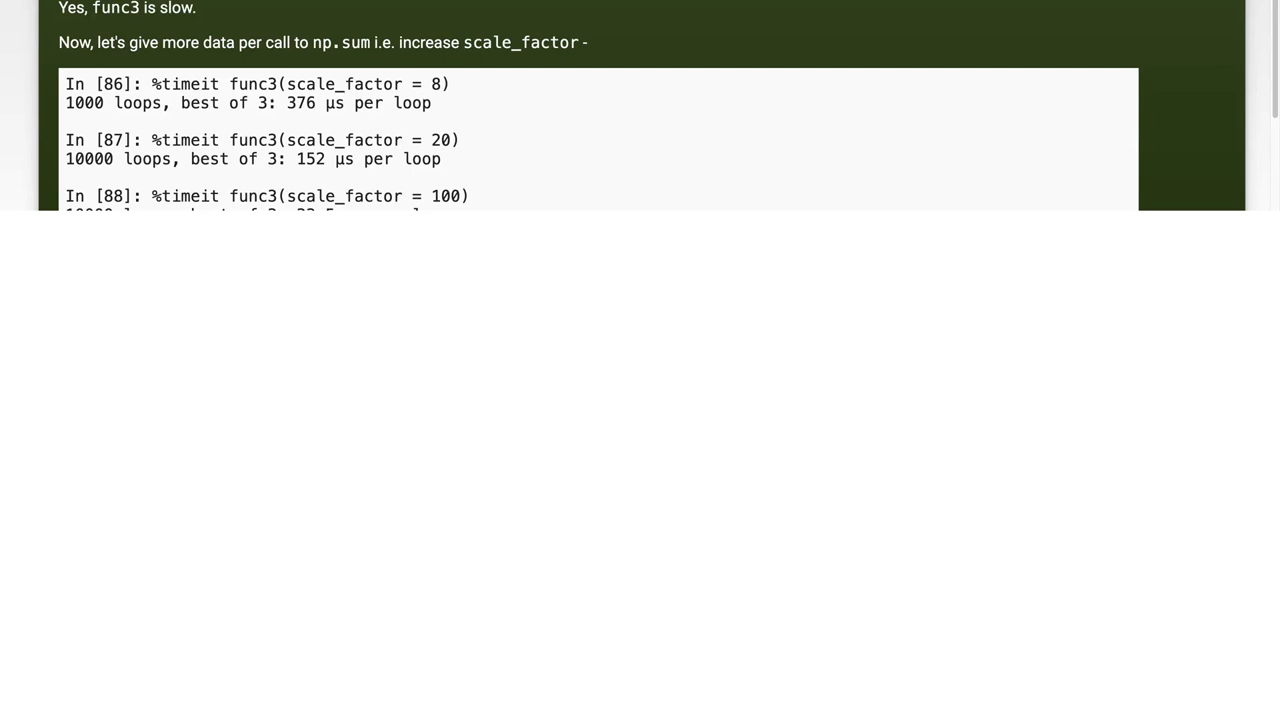 Yes, func3 is slow.
Now, let's give more data per call to np.sum i.e. increase scale_factor -
In [86]: %timeit func3(scale_factor = 8)
1000 loops, best of 3: 376 µs per loop
In [87]: %timeit func3(scale_factor = 20)
10000 loops, best of 3: 152 µs per loop
In [88]: %timeit func3(scale_factor = 100)